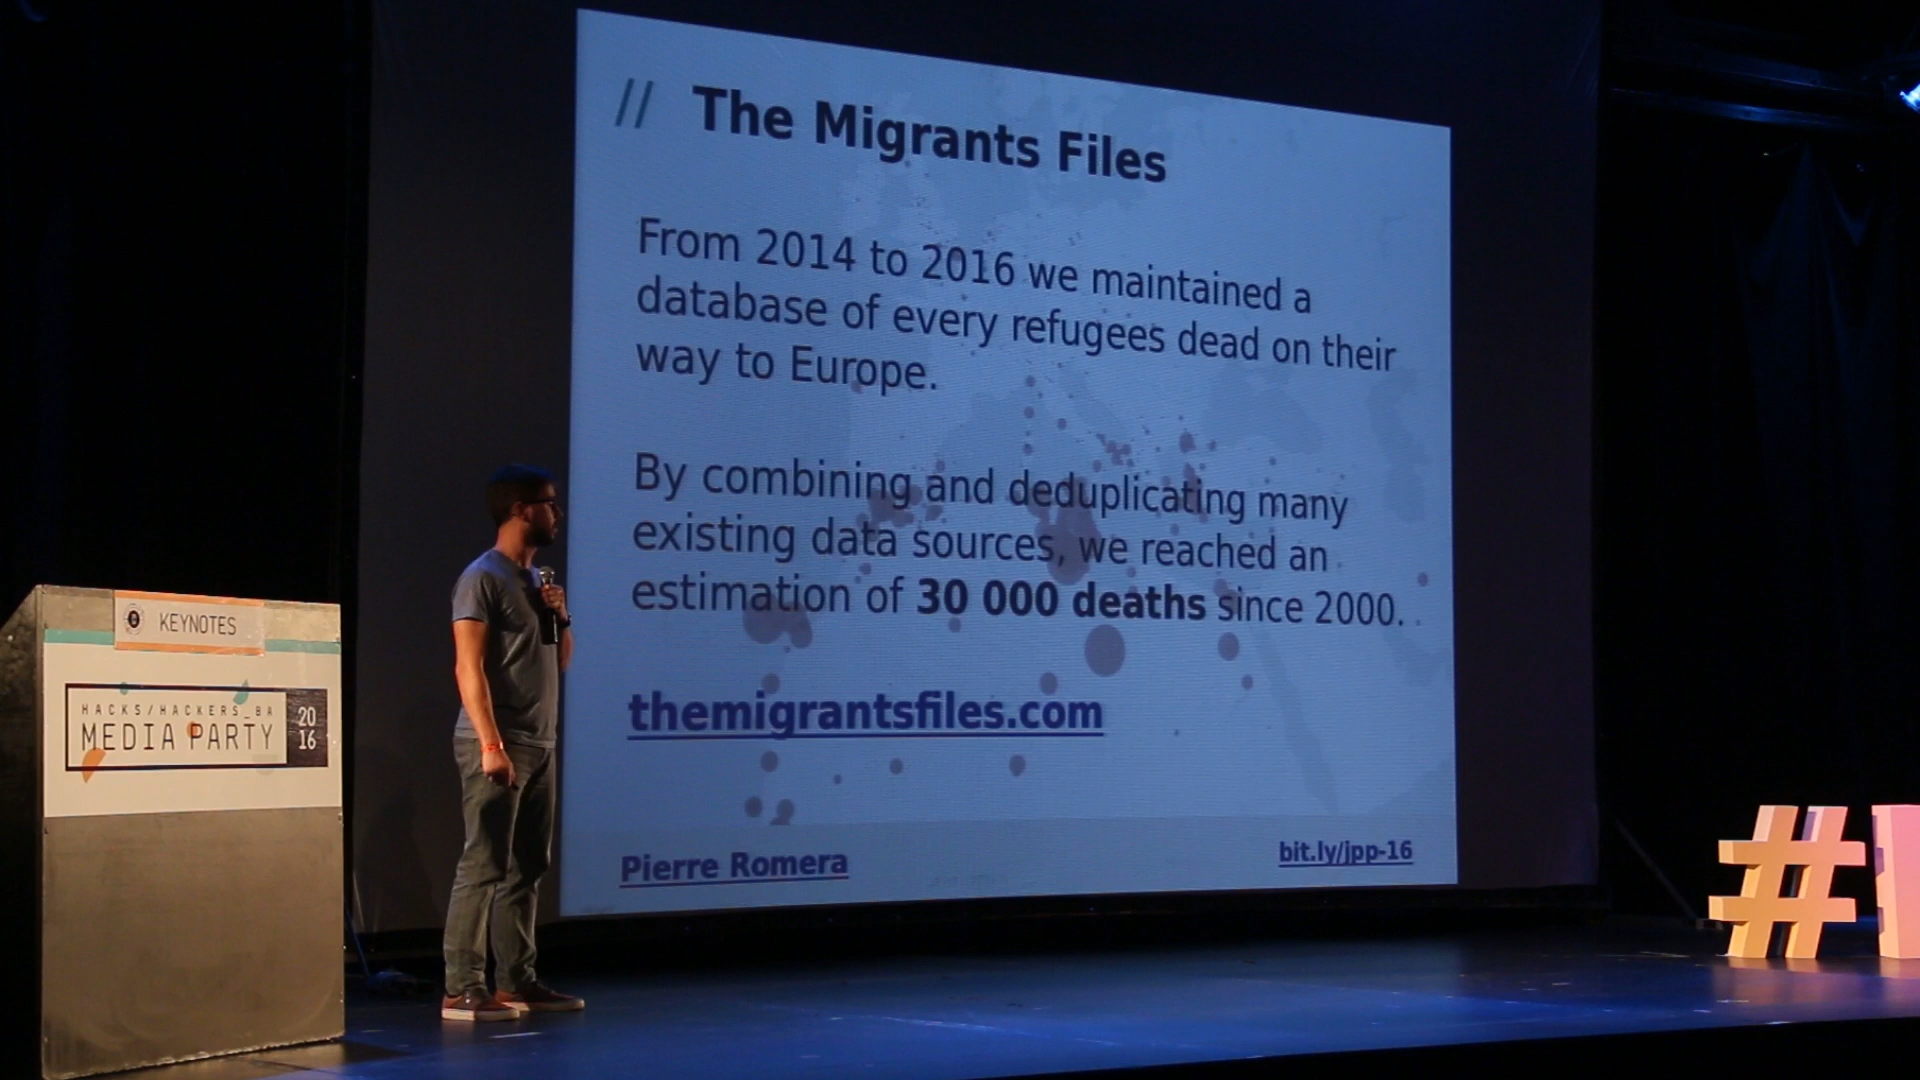 // The Migrants Files
From 2014 to 2016 we maintained a
database of every refugees dead on their
way to Europe.
By combining and deduplicating many
existing data sources, we reached an
estimation of 30 000 deaths since 2000.
themigrantsfiles.com
Pierre Romera
bit.ly/jpp-16
KEYNOTES
HACKS/HACKERS_BA
MEDIA PARTY
20
16
#